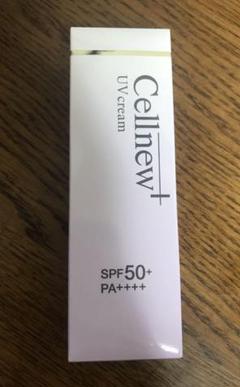 Cellnew+
UV cream
SPF50+
PA++++